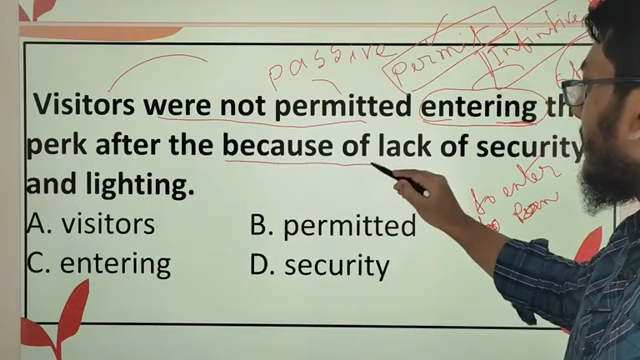 passive Permit Infinitive
Visitors were not permitted entering th
perk after the because of lack of security
and lighting.
to enter
A. visitors B. permitted
C. entering D. security